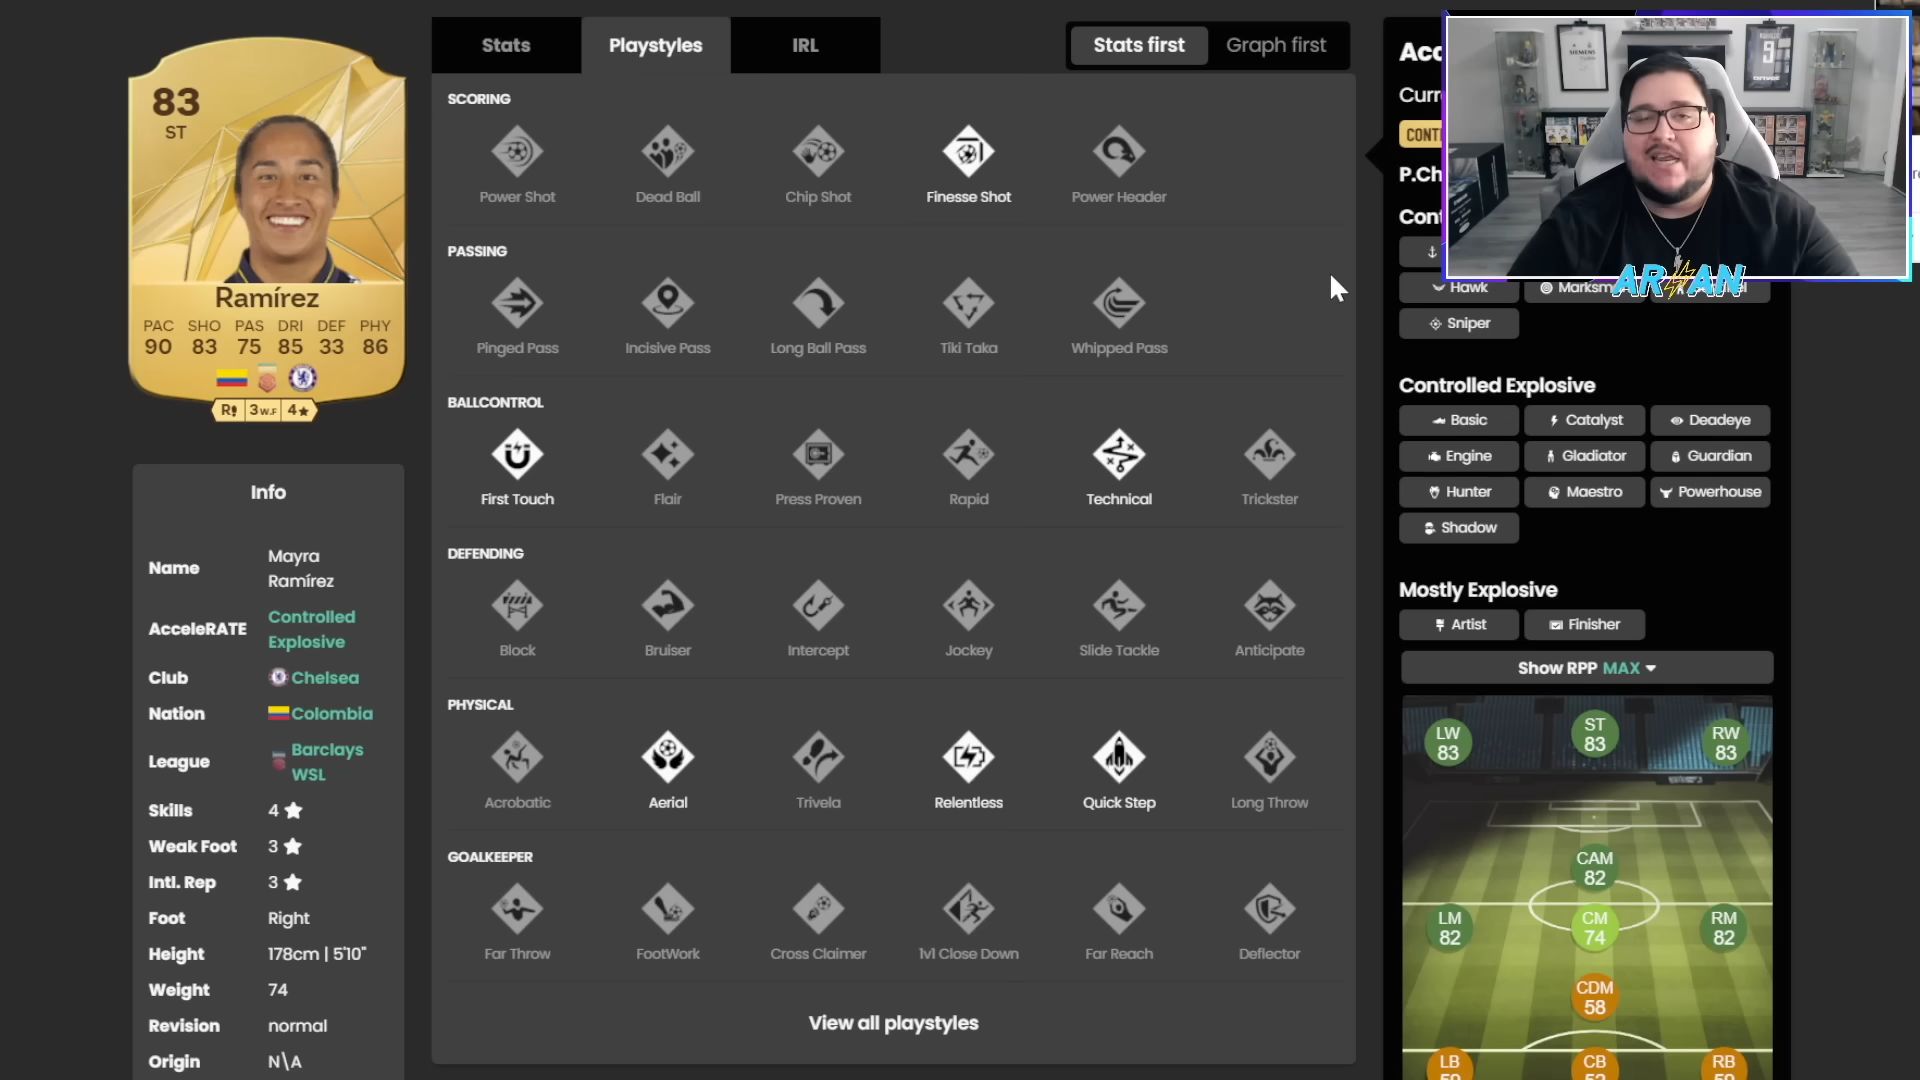 83
ST
Ramírez
PAC SHO PAS DRI DEF PHY
90 83 75 85 33 86
R 3 W.F 4★
Info
Name Mayra Ramírez
AcceleRATE Controlled Explosive
Club Chelsea
Nation Colombia
League Barclays WSL
Skills 4 ★
Weak Foot 3 ★
Intl. Rep 3 ★
Foot Right
Height 178cm | 5'10"
Weight 74
Revision normal
Origin N\A
Stats Playstyles IRL
Stats first Graph first
SCORING
Power Shot Dead Ball Chip Shot Finesse Shot Power Header
PASSING
Pinged Pass Incisive Pass Long Ball Pass Tiki Taka Whipped Pass
BALLCONTROL
First Touch Flair Press Proven Rapid Technical Trickster
DEFENDING
Block Bruiser Intercept Jockey Slide Tackle Anticipate
PHYSICAL
Acrobatic Aerial Trivela Relentless Quick Step Long Throw
GOALKEEPER
Far Throw FootWork Cross Claimer 1v1 Close Down Far Reach Deflector
View all playstyles
Acc
Curr
CONT
P.Ch
Cont
9
AR AN
Hawk Marksm
Sniper
Controlled Explosive
Basic Catalyst Deadeye
Engine Gladiator Guardian
Hunter Maestro Powerhouse
Shadow
Mostly Explosive
Artist Finisher
Show RPP MAX
LW 83
ST 83
RW 83
CAM 82
LM 82
CM 74
RM 82
CDM 58
LB
CB
RB